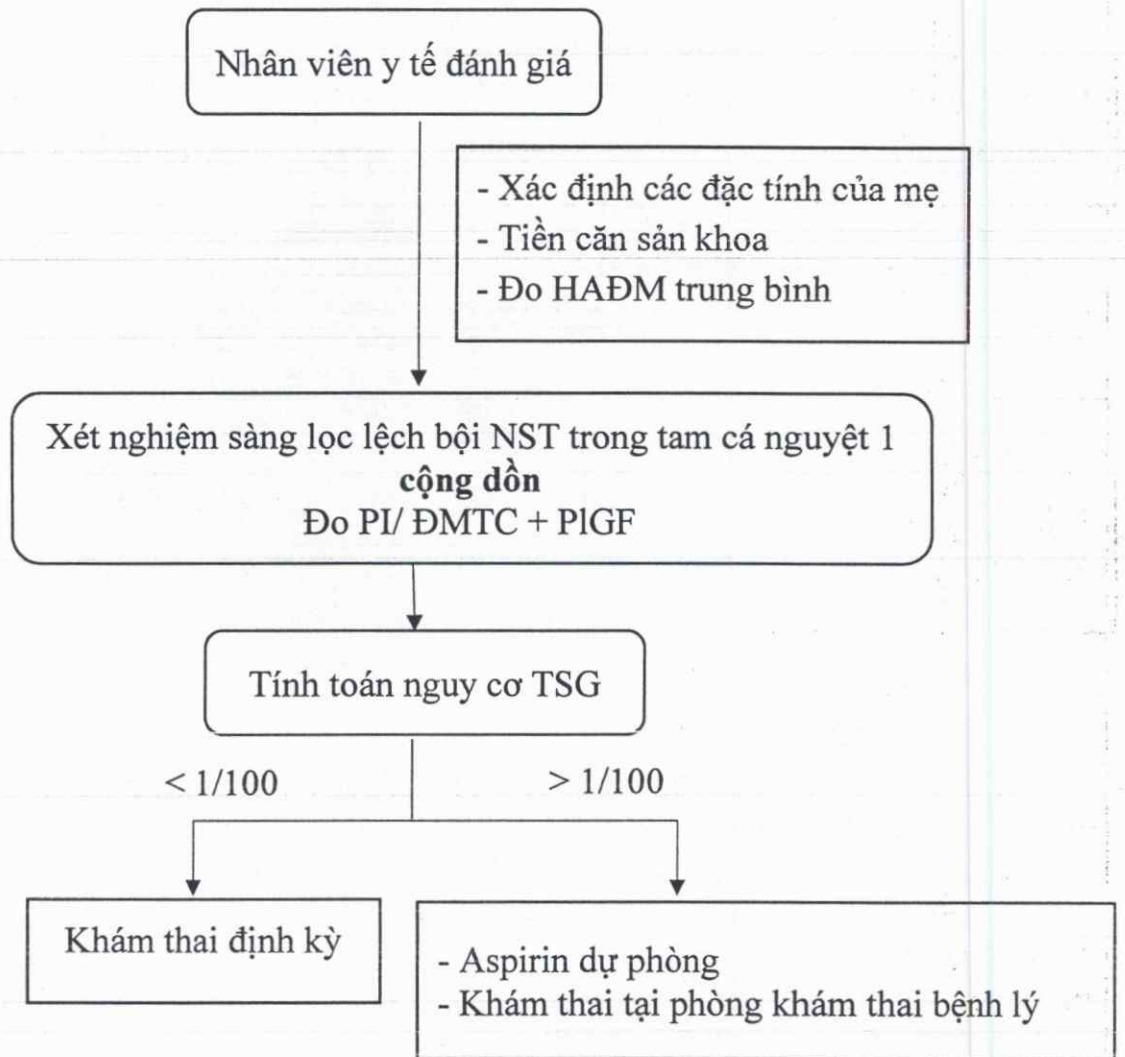 Nhân viên y tế đánh giá
- Xác định các đặc tính của mẹ
- Tiền căn sản khoa
- Đo HAĐM trung bình
Xét nghiệm sàng lọc lệch bội NST trong tam cá nguyệt 1
cộng dồn
Đo PI/ ĐMTC + PlGF
Tính toán nguy cơ TSG
< 1/100
> 1/100
Khám thai định kỳ
- Aspirin dự phòng
- Khám thai tại phòng khám thai bệnh lý